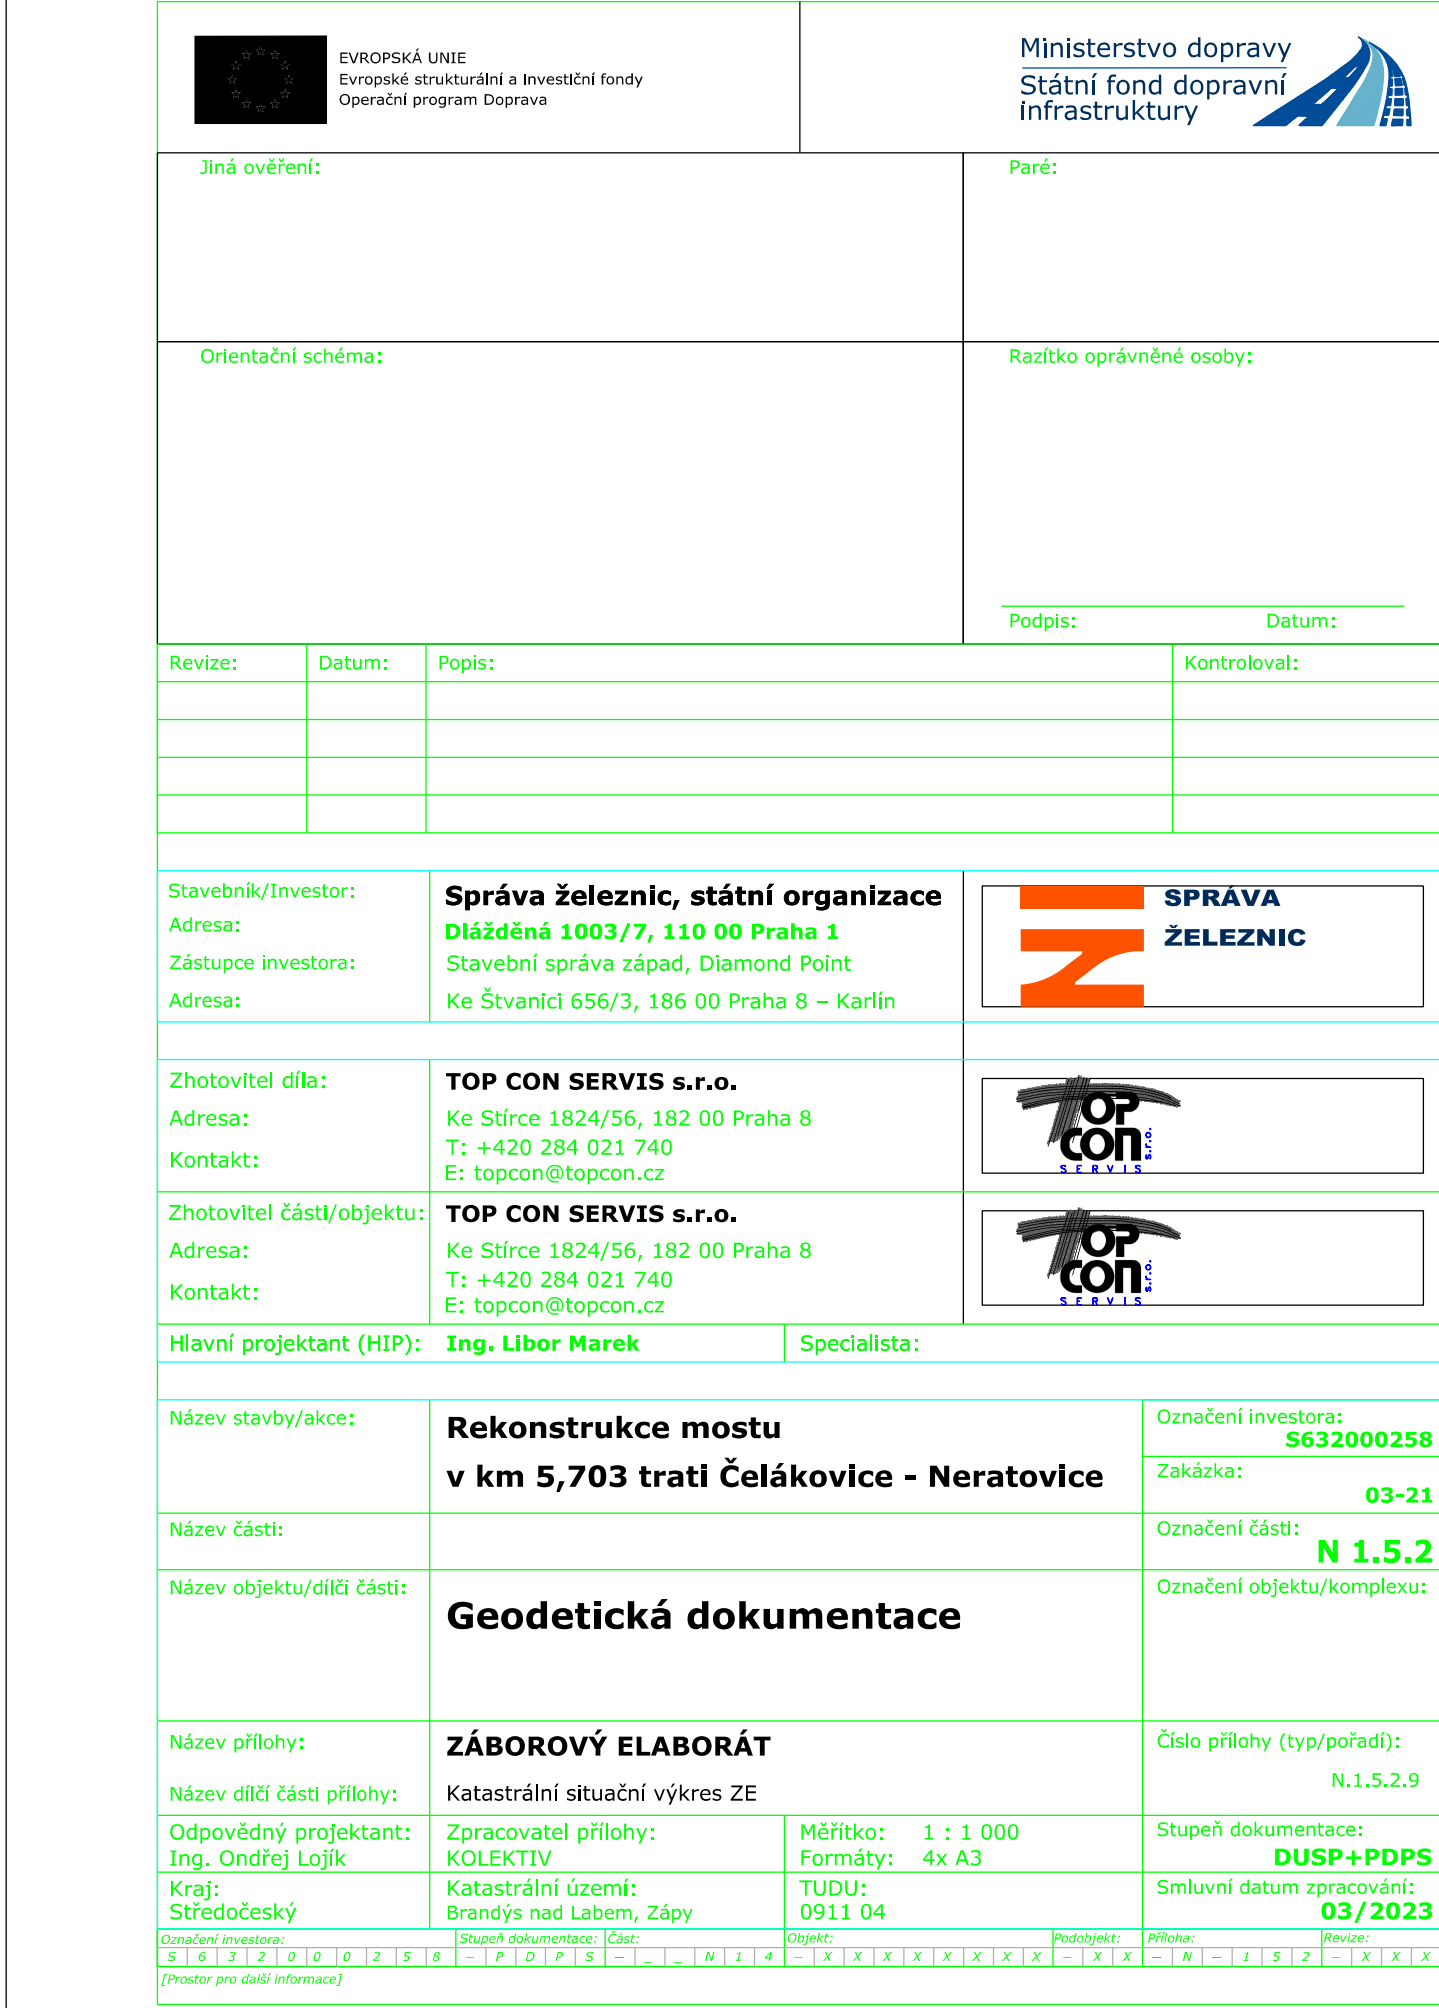 EVROPSKÁ UNIE
Evropské strukturální a Investiční fondy
Operační program Doprava
Ministerstvo dopravy
Státní fond dopravní
infrastruktury
Jiná ověření:
Paré:
Orientační schéma:
Razítko oprávněné osoby:
Podpis: Datum:
Revize: Datum: Popis: Kontroloval:
Stavebník/Investor: Správa železnic, státní organizace
Adresa: Dlážděná 1003/7, 110 00 Praha 1
Zástupce investora: Stavební správa západ, Diamond Point
Adresa: Ke Štvanici 656/3, 186 00 Praha 8 – Karlín
SPRÁVA
ŽELEZNIC
Zhotovitel díla: TOP CON SERVIS s.r.o.
Adresa: Ke Stírce 1824/56, 182 00 Praha 8
Kontakt: T: +420 284 021 740
E: topcon@topcon.cz
TOP
CON s.r.o.
SERVIS
Zhotovitel části/objektu: TOP CON SERVIS s.r.o.
Adresa: Ke Stírce 1824/56, 182 00 Praha 8
Kontakt: T: +420 284 021 740
E: topcon@topcon.cz
TOP
CON s.r.o.
SERVIS
Hlavní projektant (HIP): Ing. Libor Marek Specialista:
Název stavby/akce: Rekonstrukce mostu
v km 5,703 trati Čelákovice - Neratovice
Označení investora:
S632000258
Zakázka:
03-21
Název části:
Označení části:
N 1.5.2
Název objektu/dílči části: Geodetická dokumentace
Označení objektu/komplexu:
Název přílohy: ZÁBOROVÝ ELABORÁT
Číslo přílohy (typ/pořadí):
N.1.5.2.9
Název dílčí části přílohy: Katastrální situační výkres ZE
Odpovědný projektant: Zpracovatel přílohy: Měřítko: 1 : 1 000 Stupeň dokumentace:
Ing. Ondřej Lojík KOLEKTIV Formáty: 4x A3 DUSP+PDPS
Kraj: Katastrální území: TUDU: Smluvní datum zpracování:
Středočeský Brandýs nad Labem, Zápy 0911 04 03/2023
Označení investora: Stupeň dokumentace: Část: Objekt: Podobjekt: Příloha: Revize:
S 6 3 2 0 0 0 2 5 8 – P D P S – _ _ N 1 4 – X X X X X X X X – X X – N – 1 5 2 – X X X
[Prostor pro další informace]